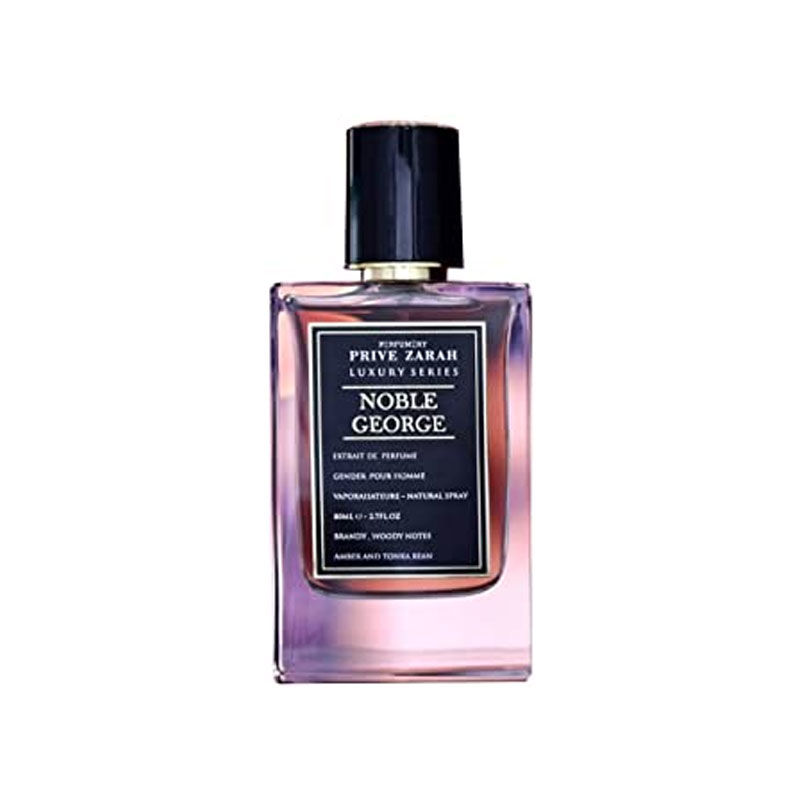 PERFUMERY
PRIVE ZARAH
LUXURY SERIES
NOBLE
GEORGE
EXTRAIT DE PERFUME
GENDER POUR HOMME
VAPORAISATEURE - NATURAL SPRAY
80ML ℮ - 2.7FL.OZ
BRANDY, WOODY NOTES
AMBER AND TONKA BEAN